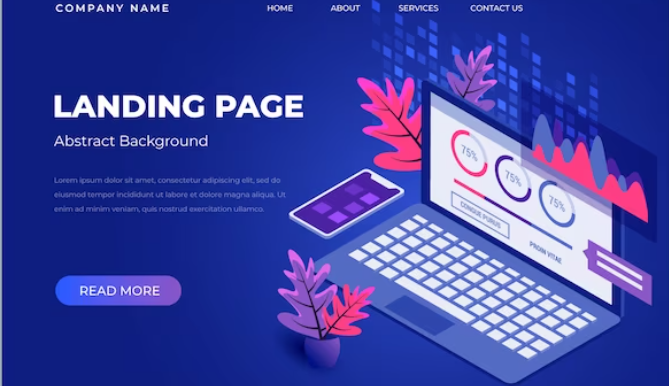 COMPANY NAME
HOME ABOUT SERVICES CONTACT US
LANDING PAGE
Abstract Background
Lorem ipsum dolor sit amet, consectetur adipiscing elit, sed do
eiusmod tempor incididunt ut labore et dolore magna aliqua. Ut
enim ad minim veniam, quis nostrud exercitation ullamco.
READ MORE
75%
75%
75%
CONGUE PURUS
PROIN VITAE